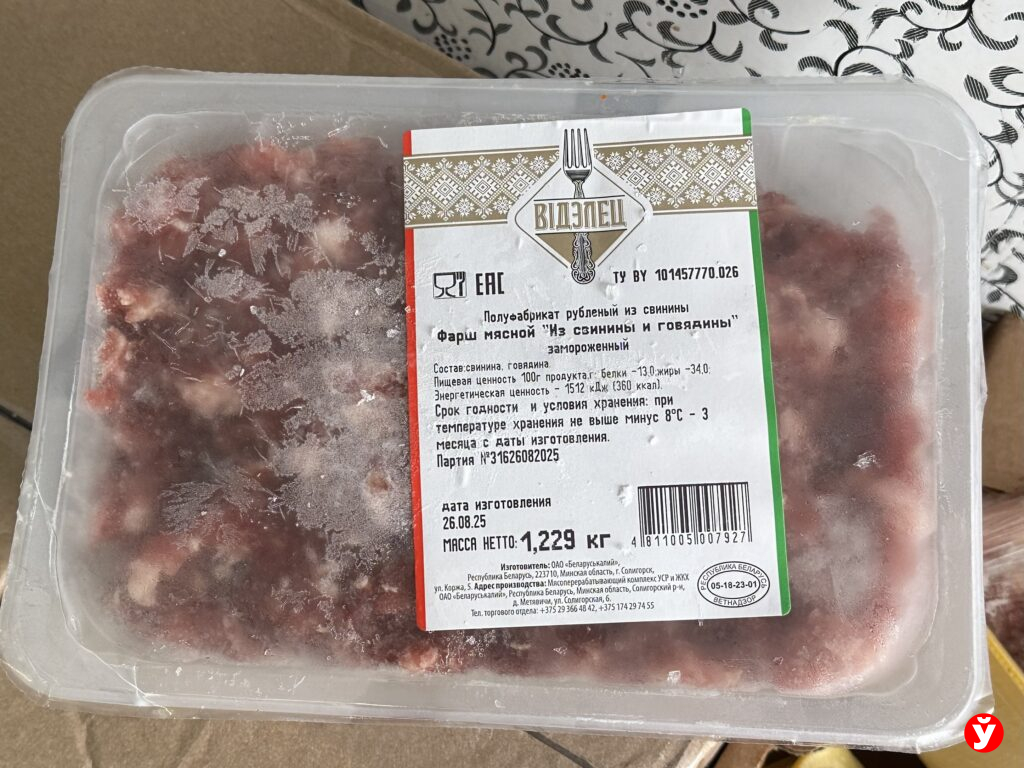 ВІДЭЛЕЦ
EAC
ТУ BY 101457770.026
Полуфабрикат рубленый из свинины
Фарш мясной "Из свинины и говядины"
замороженный
Состав:свинина, говядина.
Пищевая ценность 100г продукта,г: белки -13,0;жиры -34,0;
Энергетическая ценность - 1512 кДж (360 ккал).
Срок годности и условия хранения: при
температуре хранения не выше минус 8°С - 3
месяца с даты изготовления.
Партия №31626082025
дата изготовления
26.08.25
МАССА НЕТТО: 1,229 кг
4 811005 007927
Изготовитель: ОАО «Беларуськалий»,
Республика Беларусь, 223710, Минская область, г. Солигорск,
ул. Коржа, 5. Адрес производства: Мясоперерабатывающий комплекс УСР и ЖКХ
ОАО «Беларуськалий», Республика Беларусь, Минская область, Солигорский р-н,
д. Метявичи, ул. Солигорская, 6.
Тел. торгового отдела: +375 29 366 48 42, +375 174 29 74 55
РЕСПУБЛИКА БЕЛАРУСЬ
05-18-23-01
ВЕТНАДЗОР
Ў